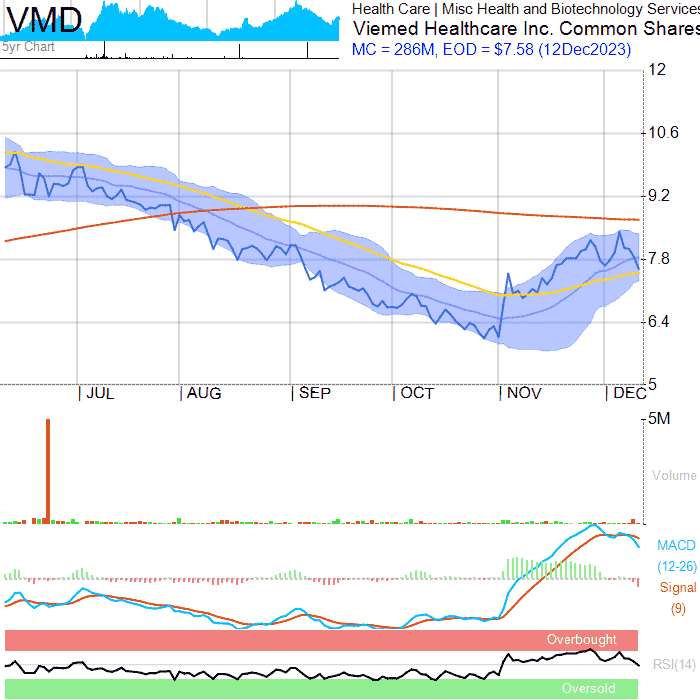 VMD
5yr Chart
Health Care | Misc Health and Biotechnology Services
Viemed Healthcare Inc. Common Shares
MC = 286M, EOD = $7.58 (12Dec2023)
12
10.6
9.2
7.8
6.4
5
| JUL | AUG | SEP | OCT | NOV | DEC
5M
Volume
MACD
(12-26)
Signal
(9)
Overbought
RSI(14)
Oversold